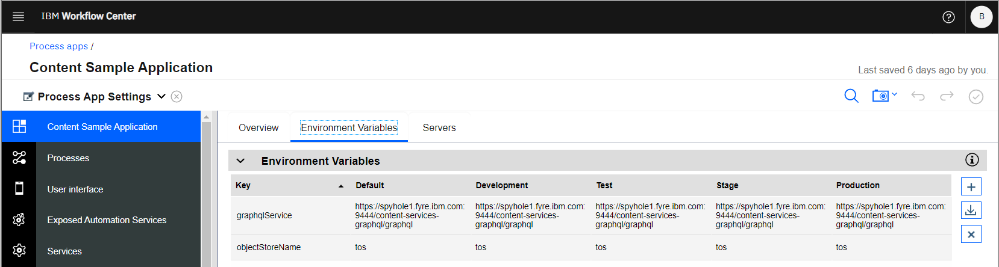 IBM Workflow Center
B
Process apps /
Content Sample Application
Last saved 6 days ago by you.
Process App Settings
Content Sample Application
Processes
User interface
Exposed Automation Services
Services
Overview
Environment Variables
Servers
Environment Variables
Key Default Development Test Stage Production
graphqlService
https://spyhole1.fyre.ibm.com:
9444/content-services-
graphql/graphql
https://spyhole1.fyre.ibm.com:
9444/content-services-
graphql/graphql
https://spyhole1.fyre.ibm.com:
9444/content-services-
graphql/graphql
https://spyhole1.fyre.ibm.com:
9444/content-services-
graphql/graphql
https://spyhole1.fyre.ibm.com:
9444/content-services-
graphql/graphql
objectStoreName tos tos tos tos tos